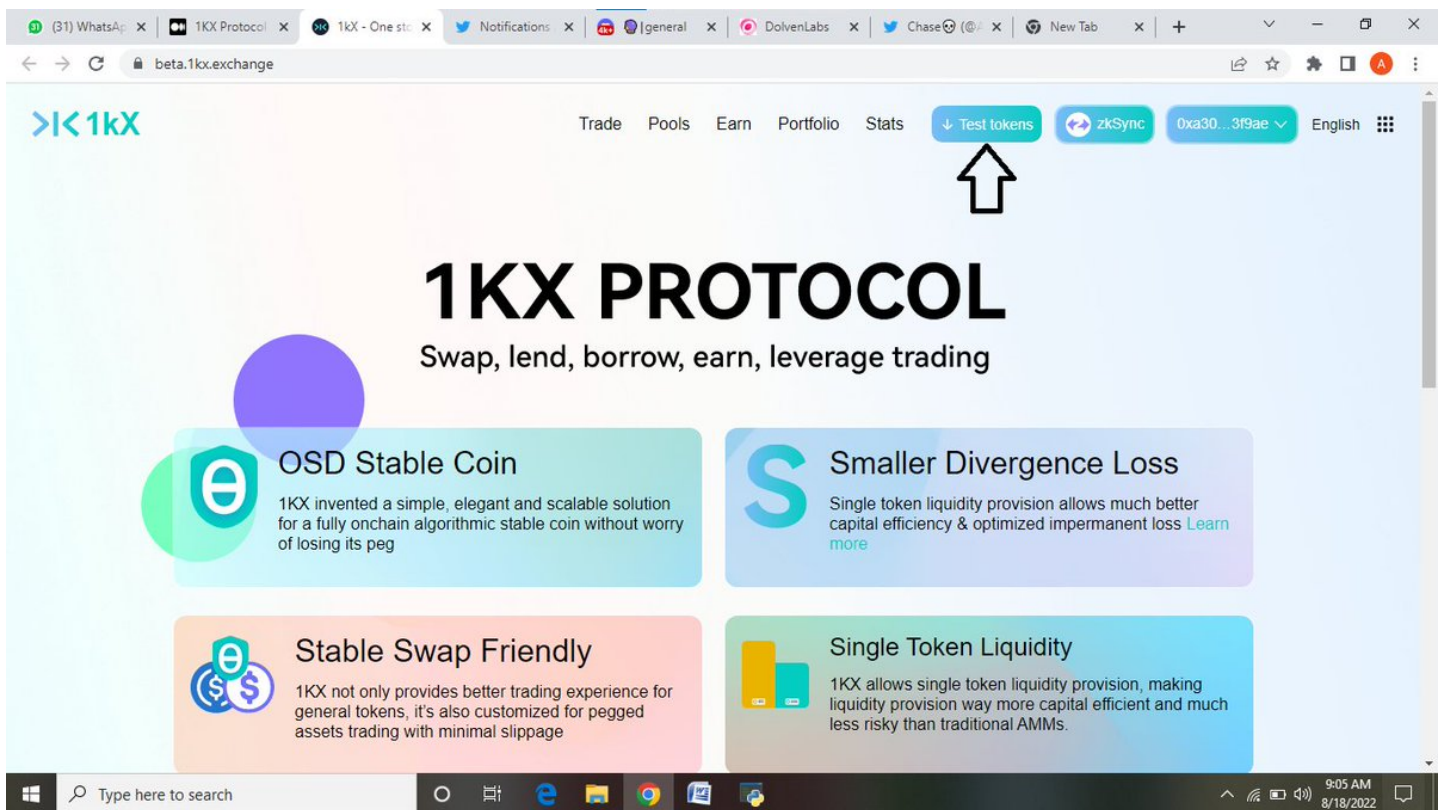 (31) WhatsAp
1KX Protocol
1kX - One sto
Notifications
4k+ |general
DolvenLabs
Chase💀 (@A
New Tab
beta.1kx.exchange
A
1kX
Trade Pools Earn Portfolio Stats ↓ Test tokens zkSync 0xa30...3f9ae English
1KX PROTOCOL
Swap, lend, borrow, earn, leverage trading
OSD Stable Coin
1KX invented a simple, elegant and scalable solution
for a fully onchain algorithmic stable coin without worry
of losing its peg
S
Smaller Divergence Loss
Single token liquidity provision allows much better
capital efficiency & optimized impermanent loss Learn
more
Stable Swap Friendly
1KX not only provides better trading experience for
general tokens, it's also customized for pegged
assets trading with minimal slippage
Single Token Liquidity
1KX allows single token liquidity provision, making
liquidity provision way more capital efficient and much
less risky than traditional AMMs.
Type here to search
9:05 AM
8/18/2022